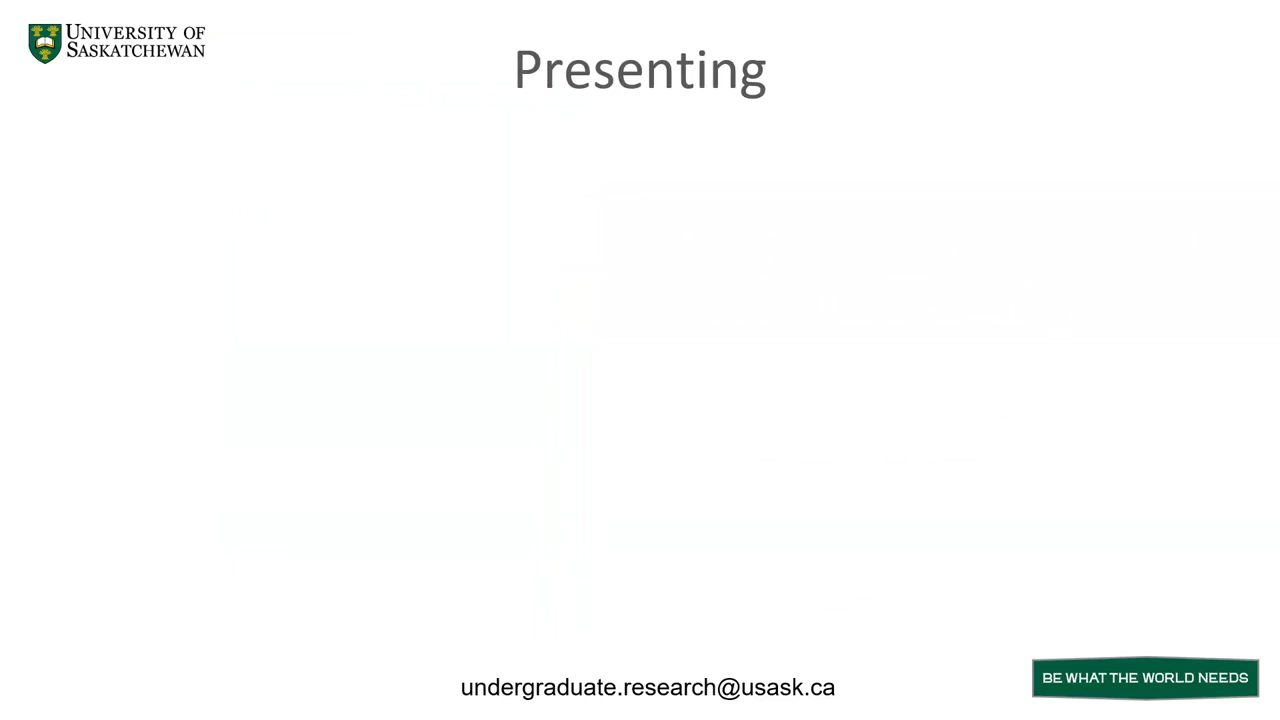 UNIVERSITY OF
SASKATCHEWAN
Presenting
undergraduate.research@usask.ca
BE WHAT THE WORLD NEEDS